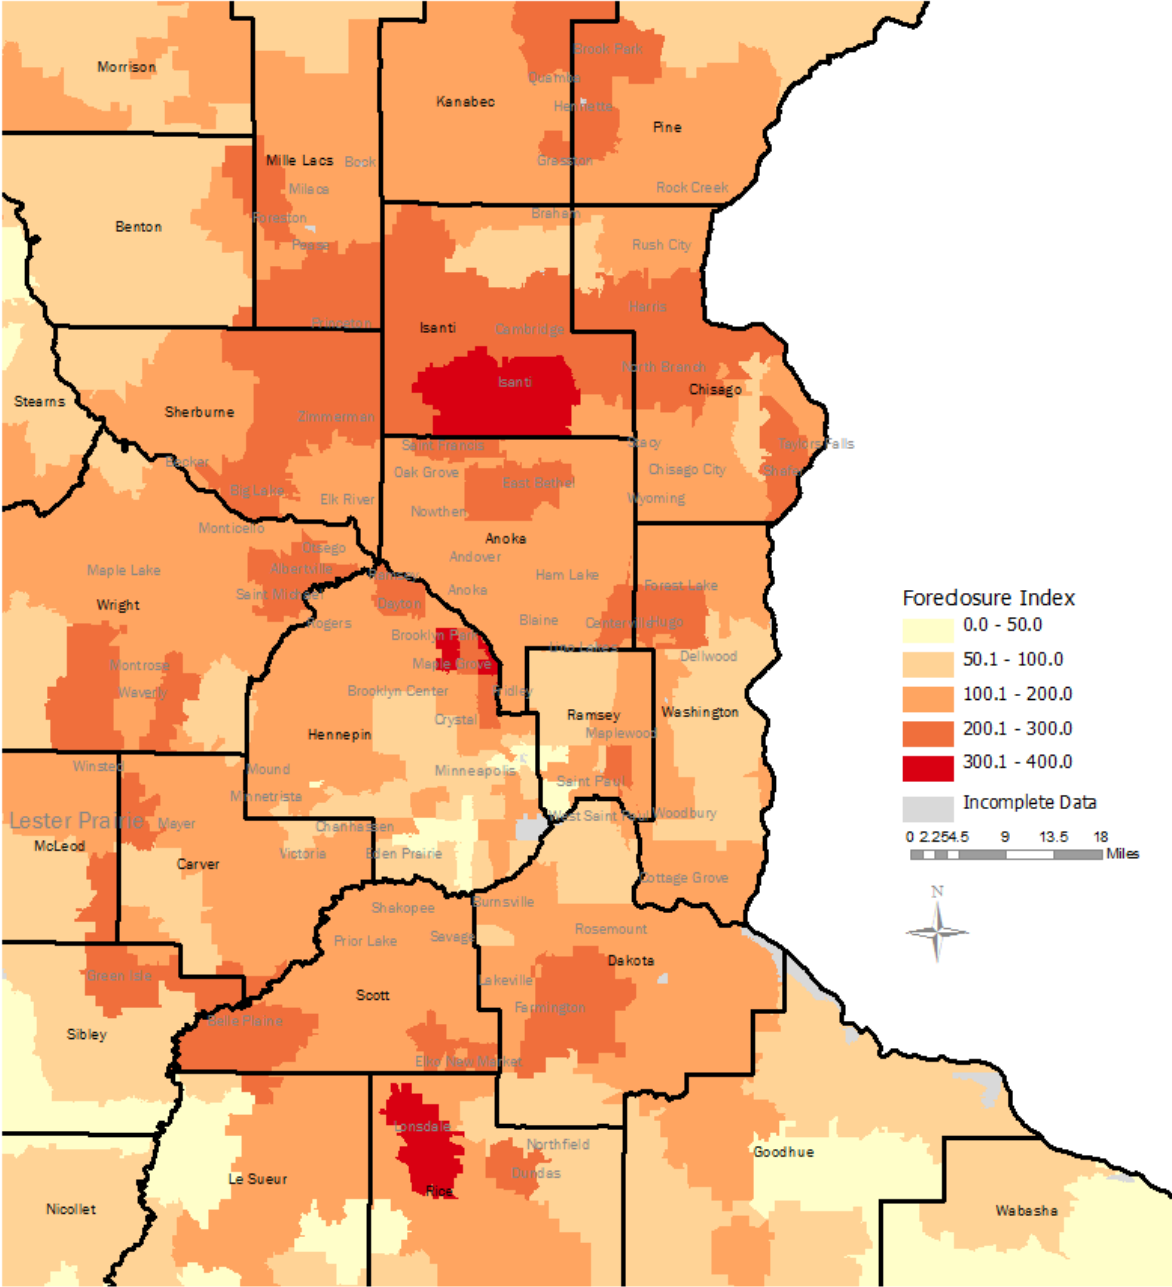 Brook Park
Morrison
Quamba
Kanabec
Henriette
Pine
Mille Lacs
Bock
Grasston
Milaca
Rock Creek
Foreston
Braham
Benton
Pease
Rush City
Harris
Princeton
Isanti
Cambridge
North Branch
Isanti
Chisago
Stearns
Sherburne
Zimmerman
Saint Francis
Stacy
Taylors Falls
Becker
Oak Grove
Chisago City
Shafer
East Bethel
Big Lake
Elk River
Wyoming
Nowthen
Monticello
Anoka
Otsego
Andover
Maple Lake
Albertville
Ramsey
Ham Lake
Forest Lake
Saint Michael
Anoka
Foreclosure Index
Wright
Dayton
0.0 - 50.0
Rogers
Blaine
Centerville
Hugo
Brooklyn Park
Lino Lakes
50.1 - 100.0
Montrose
Maple Grove
Dellwood
Waverly
Brooklyn Center
Fridley
100.1 - 200.0
Crystal
Ramsey
Washington
Hennepin
Maplewood
200.1 - 300.0
Winsted
Mound
Minneapolis
300.1 - 400.0
Minnetrista
Saint Paul
Incomplete Data
Lester Prairie
Mayer
Chanhassen
West Saint Paul
Woodbury
0 2.254.5 9 13.5 18
McLeod
Victoria
Eden Prairie
Miles
Carver
Cottage Grove
N
Shakopee
Burnsville
Prior Lake
Savage
Rosemount
Green Isle
Dakota
Lakeville
Scott
Farmington
Belle Plaine
Sibley
Elko New Market
Lonsdale
Northfield
Goodhue
Le Sueur
Dundas
Rice
Nicollet
Wabasha